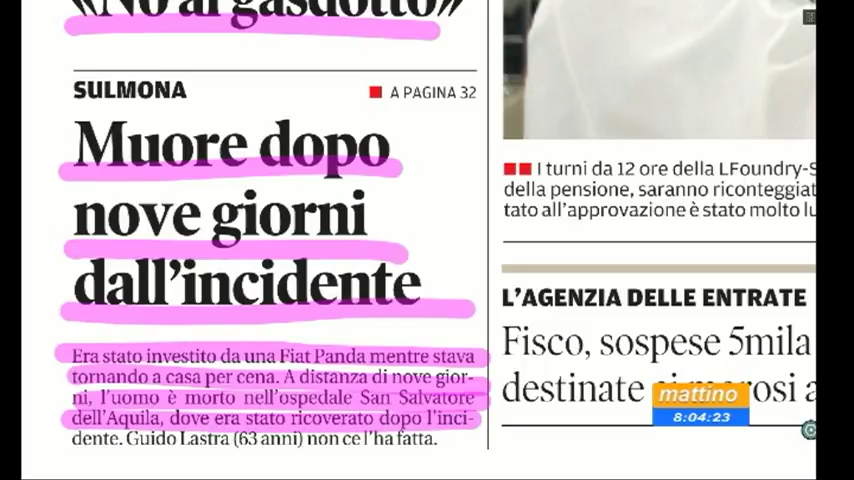 «No al gasdotto»
SULMONA
A PAGINA 32
Muore dopo
nove giorni
dall'incidente
Era stato investito da una Fiat Panda mentre stava
tornando a casa per cena. A distanza di nove gior-
ni, l'uomo è morto nell'ospedale San Salvatore
dell'Aquila, dove era stato ricoverato dopo l'inci-
dente. Guido Lastra (63 anni) non ce l'ha fatta.
I turni da 12 ore della LFoundry-S
della pensione, saranno riconteggiat
tato all'approvazione è stato molto lu
L'AGENZIA DELLE ENTRATE
Fisco, sospese 5mila
destinate ai morosi a
mattino
8:04:23